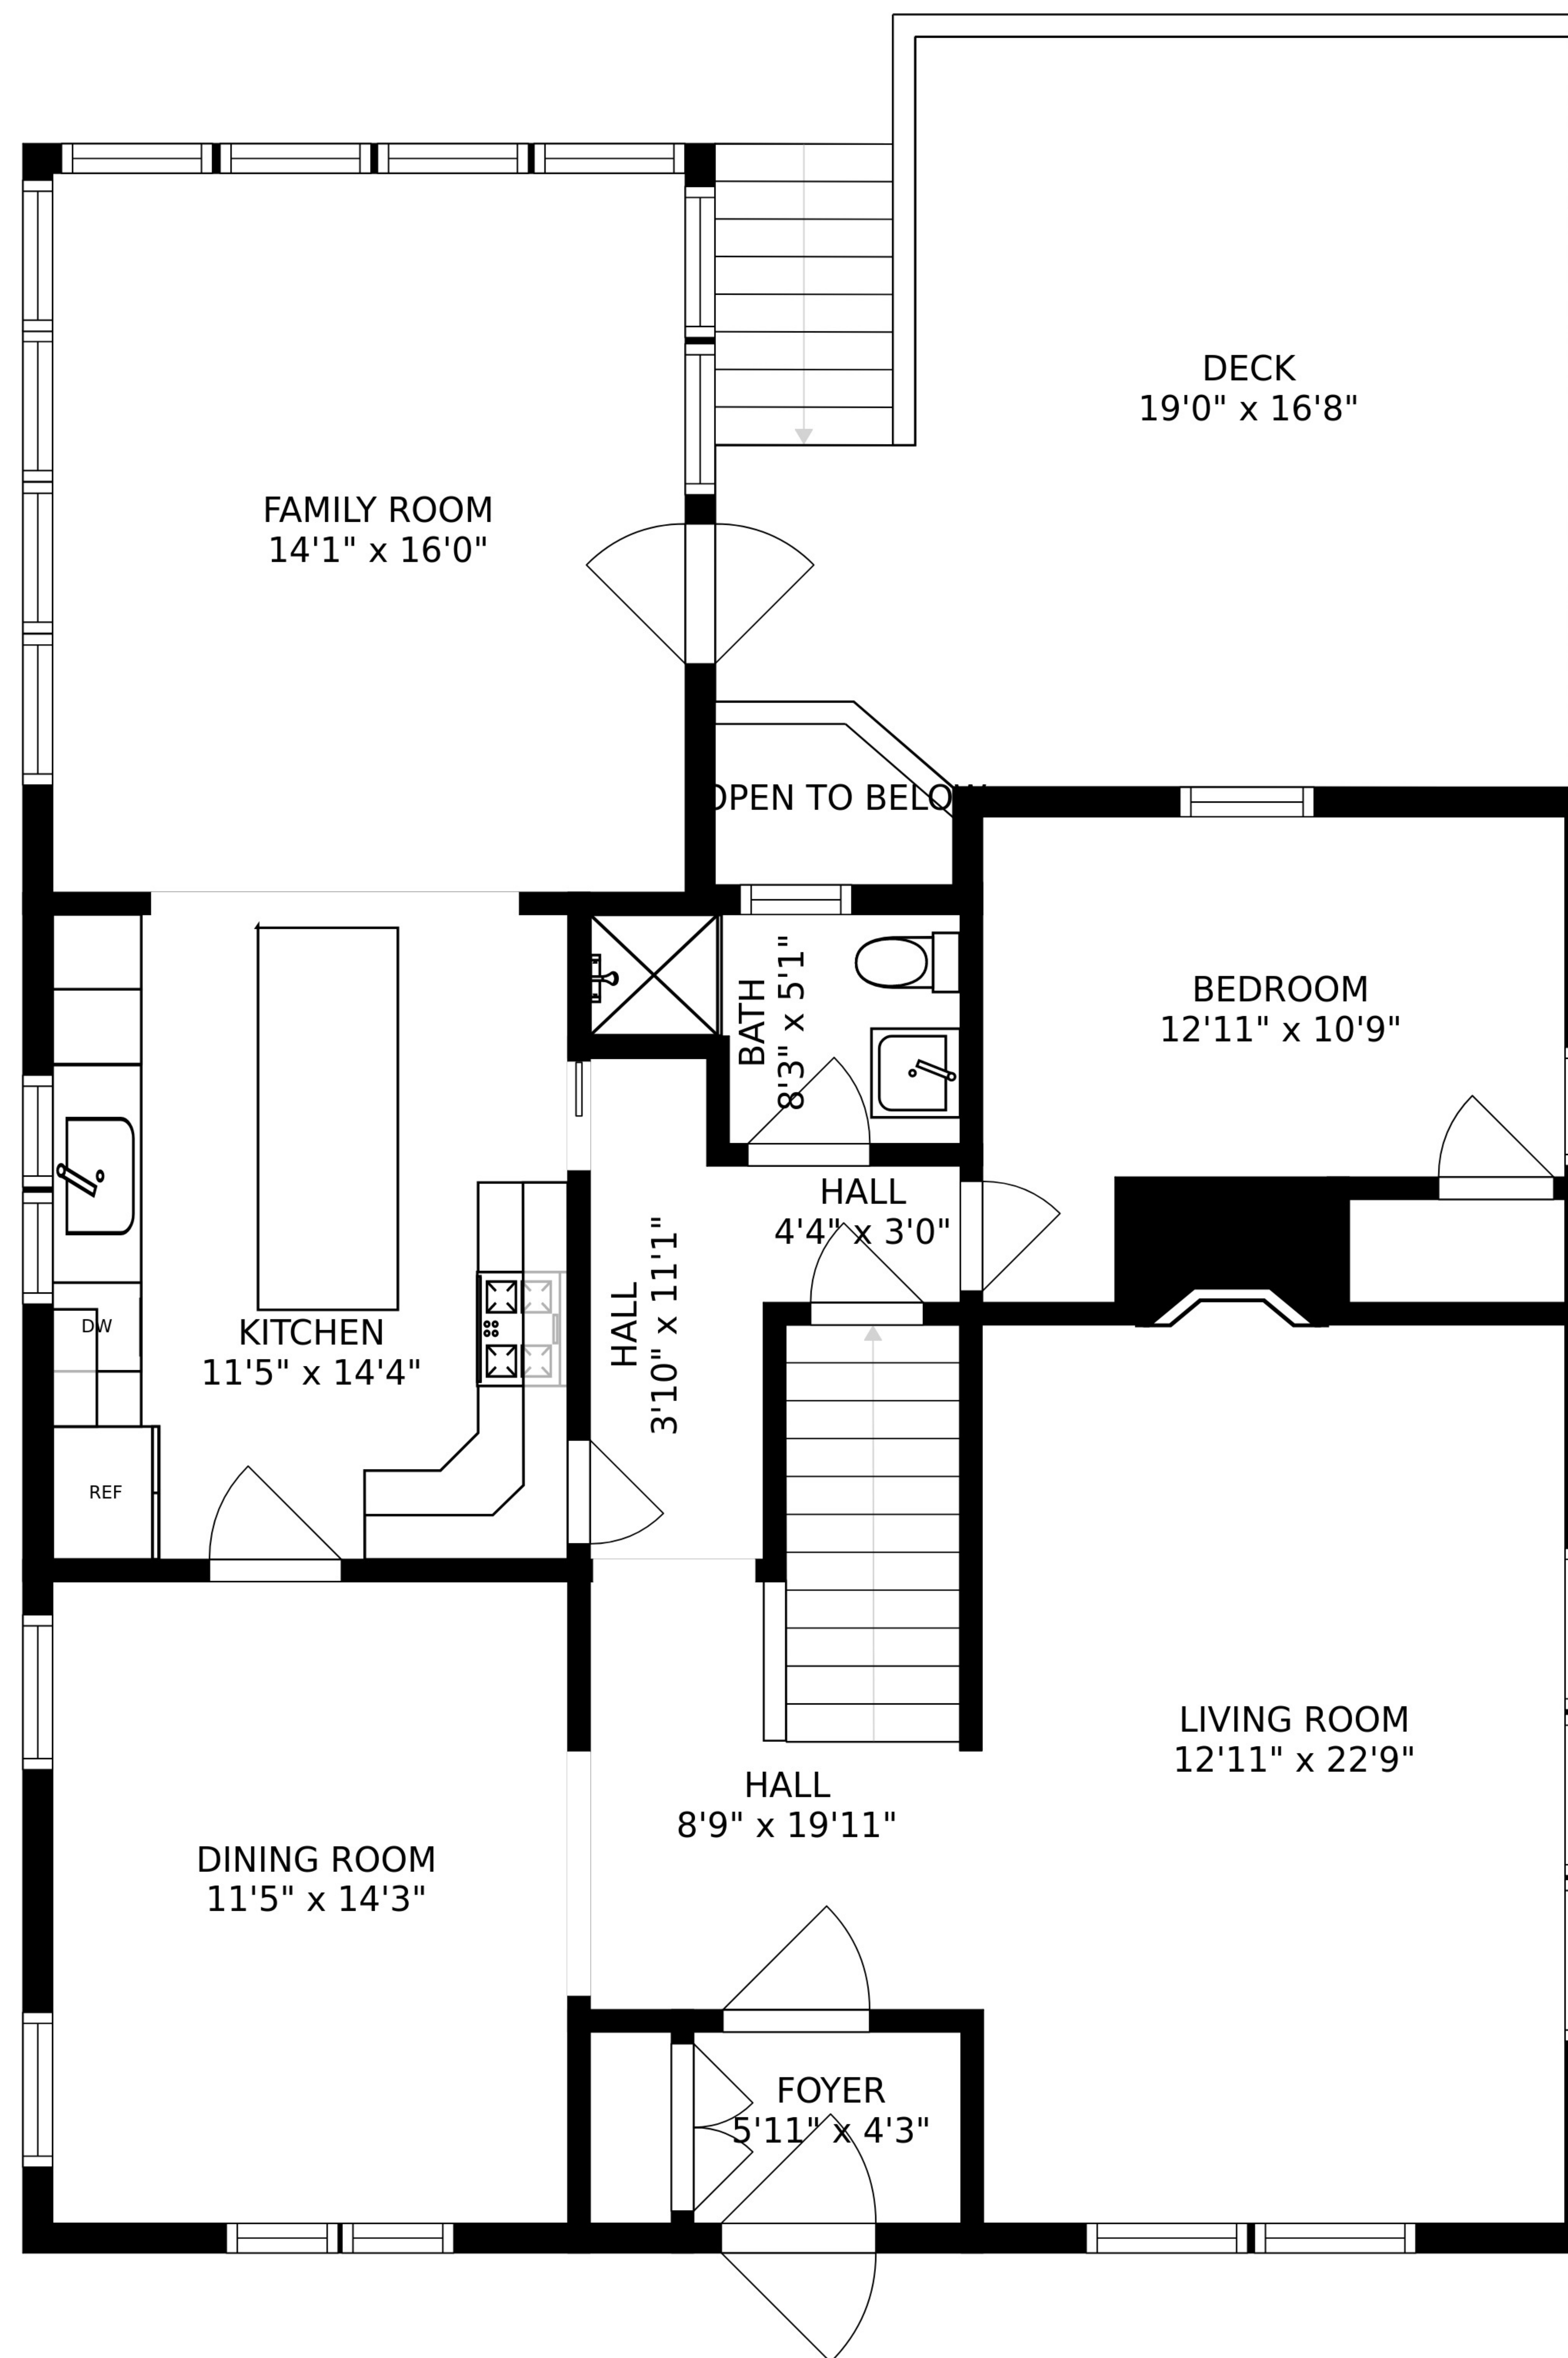 DECK
19'0" x 16'8"
FAMILY ROOM
14'1" x 16'0"
OPEN TO BELOW
BEDROOM
12'11" x 10'9"
BATH
8'3" x 5'1"
HALL
4'4" x 3'0"
HALL
3'10" x 11'1"
DW
KITCHEN
11'5" x 14'4"
REF
LIVING ROOM
12'11" x 22'9"
HALL
8'9" x 19'11"
DINING ROOM
11'5" x 14'3"
FOYER
5'11" x 4'3"